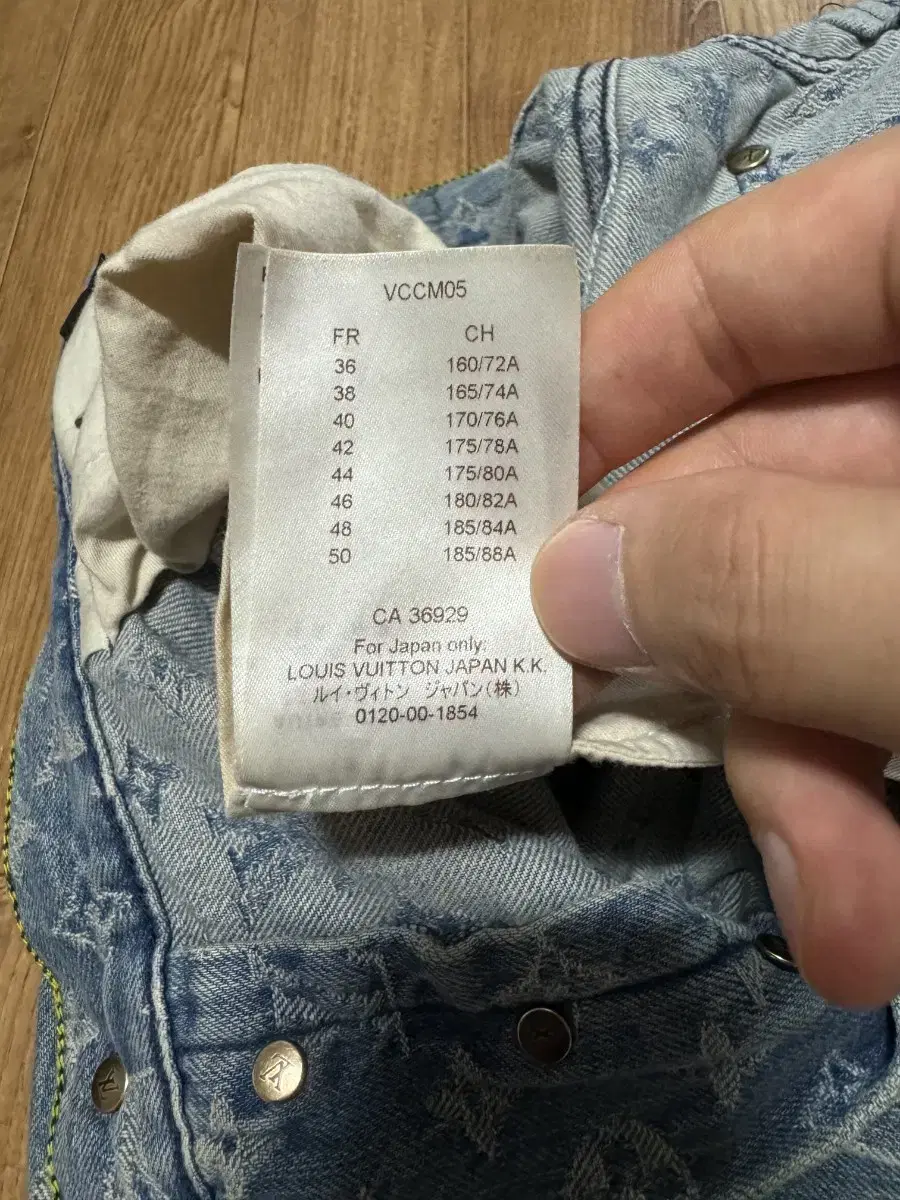 VCCM05
FR CH
36 160/72A
38 165/74A
40 170/76A
42 175/78A
44 175/80A
46 180/82A
48 185/84A
50 185/88A
CA 36929
For Japan only:
LOUIS VUITTON JAPAN K.K.
ルイ・ヴィトン ジャパン(株)
0120-00-1854